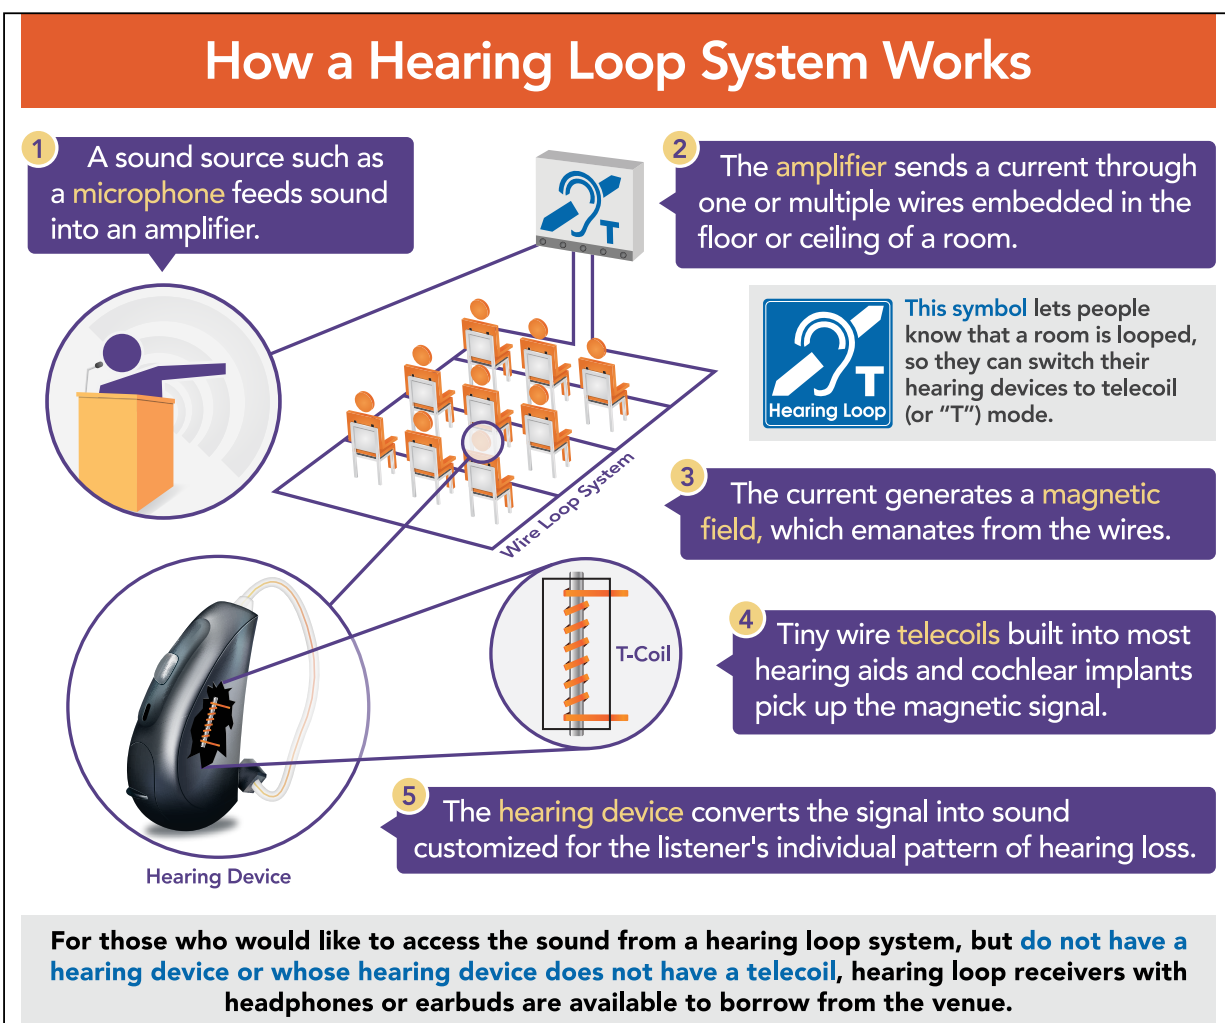 How a Hearing Loop System Works
1
A sound source such as
a microphone feeds sound
into an amplifier.
T
2
The amplifier sends a current through
one or multiple wires embedded in the
floor or ceiling of a room.
T
Hearing Loop
This symbol lets people
know that a room is looped,
so they can switch their
hearing devices to telecoil
(or “T”) mode.
Wire Loop System
3
The current generates a magnetic
field, which emanates from the wires.
T-Coil
4
Tiny wire telecoils built into most
hearing aids and cochlear implants
pick up the magnetic signal.
Hearing Device
5
The hearing device converts the signal into sound
customized for the listener's individual pattern of hearing loss.
For those who would like to access the sound from a hearing loop system, but do not have a
hearing device or whose hearing device does not have a telecoil, hearing loop receivers with
headphones or earbuds are available to borrow from the venue.